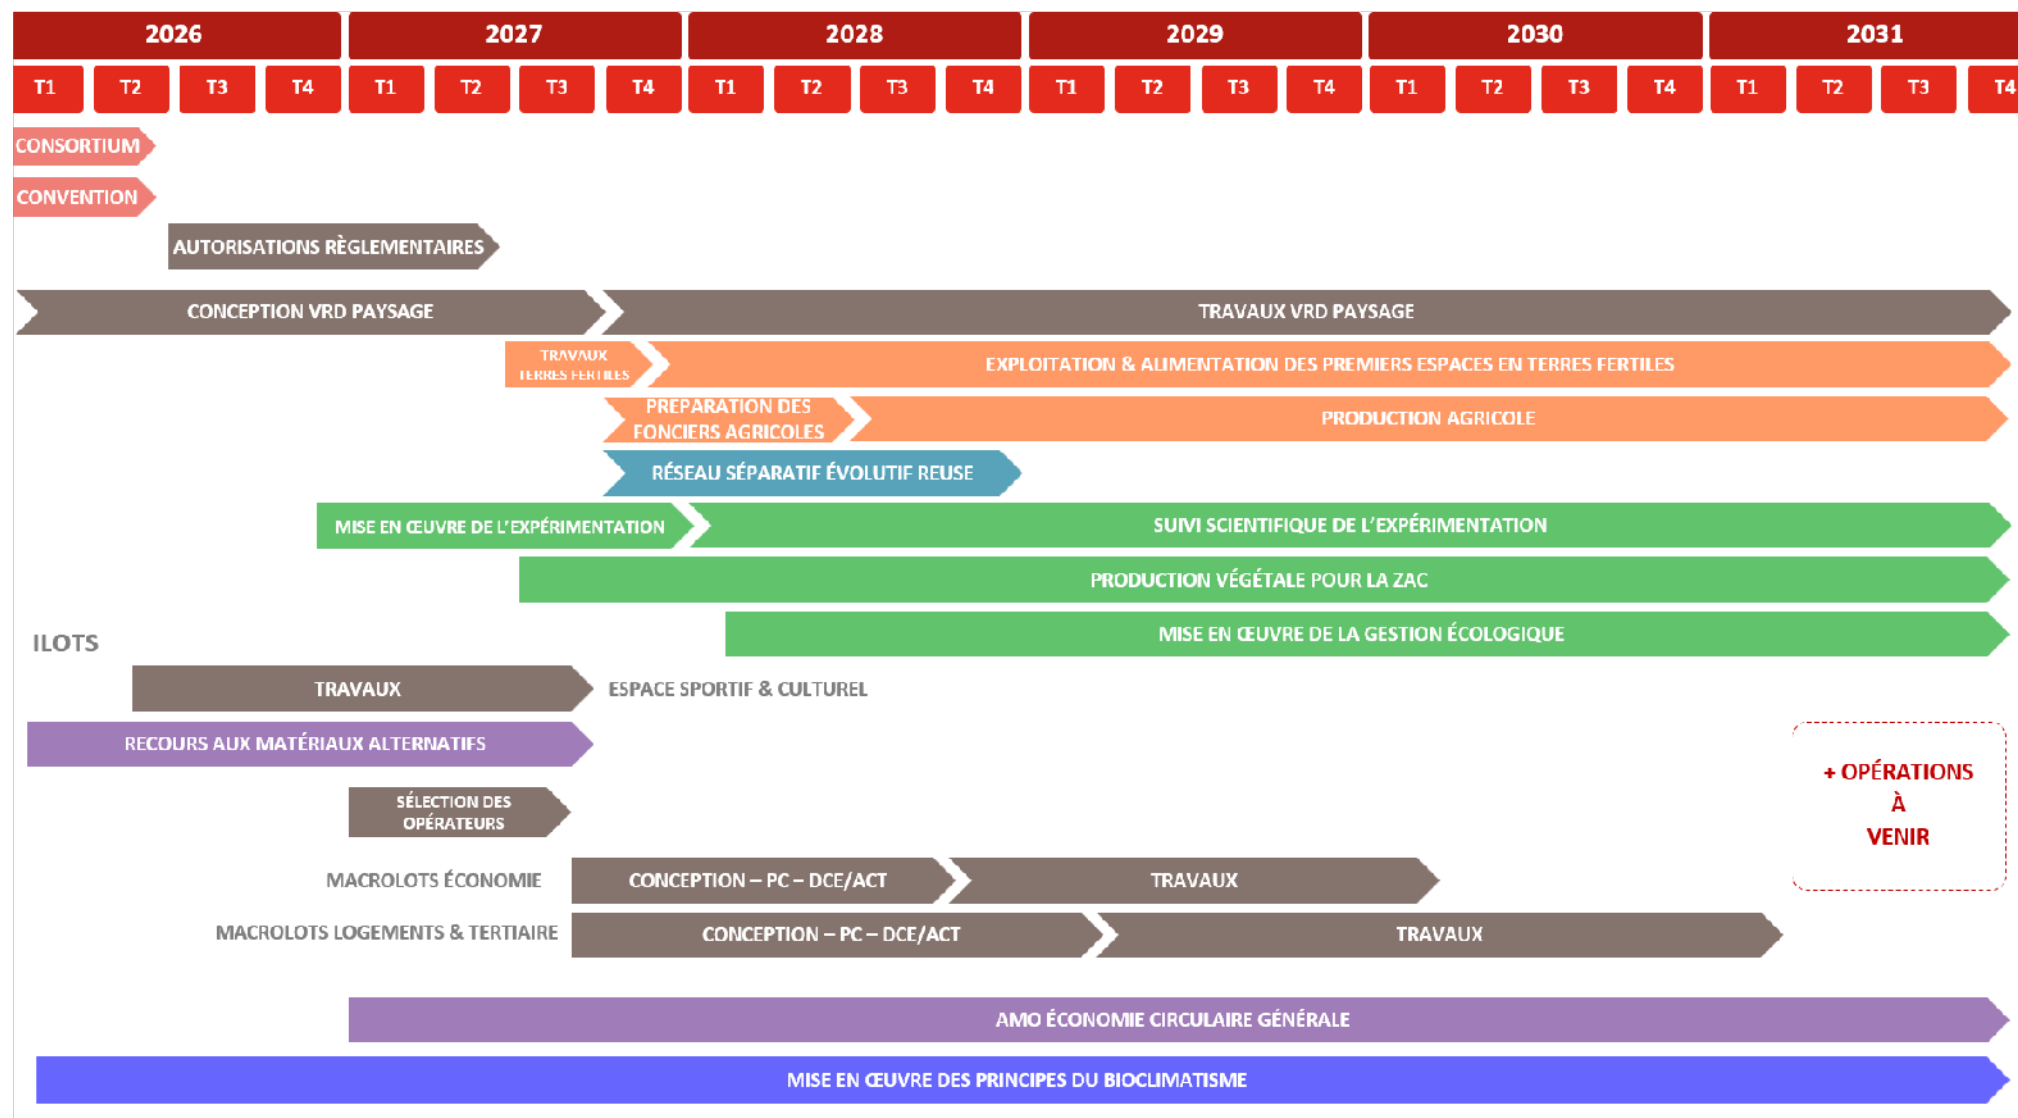 2026 2027 2028 2029 2030 2031
T1 T2 T3 T4 T1 T2 T3 T4 T1 T2 T3 T4 T1 T2 T3 T4 T1 T2 T3 T4 T1 T2 T3 T4
CONSORTIUM
CONVENTION
AUTORISATIONS RÈGLEMENTAIRES
CONCEPTION VRD PAYSAGE
TRAVAUX VRD PAYSAGE
TRAVAUX
TERRES FERTILES
EXPLOITATION & ALIMENTATION DES PREMIERS ESPACES EN TERRES FERTILES
PREPARATION DES
FONCIERS AGRICOLES
PRODUCTION AGRICOLE
RÉSEAU SÉPARATIF ÉVOLUTIF REUSE
MISE EN ŒUVRE DE L'EXPÉRIMENTATION
SUIVI SCIENTIFIQUE DE L'EXPÉRIMENTATION
PRODUCTION VÉGÉTALE POUR LA ZAC
MISE EN ŒUVRE DE LA GESTION ÉCOLOGIQUE
ILOTS
TRAVAUX
ESPACE SPORTIF & CULTUREL
RECOURS AUX MATÉRIAUX ALTERNATIFS
+ OPÉRATIONS
À
VENIR
SÉLECTION DES
OPÉRATEURS
MACROLOTS ÉCONOMIE
CONCEPTION – PC – DCE/ACT
TRAVAUX
MACROLOTS LOGEMENTS & TERTIAIRE
CONCEPTION – PC – DCE/ACT
TRAVAUX
AMO ÉCONOMIE CIRCULAIRE GÉNÉRALE
MISE EN ŒUVRE DES PRINCIPES DU BIOCLIMATISME